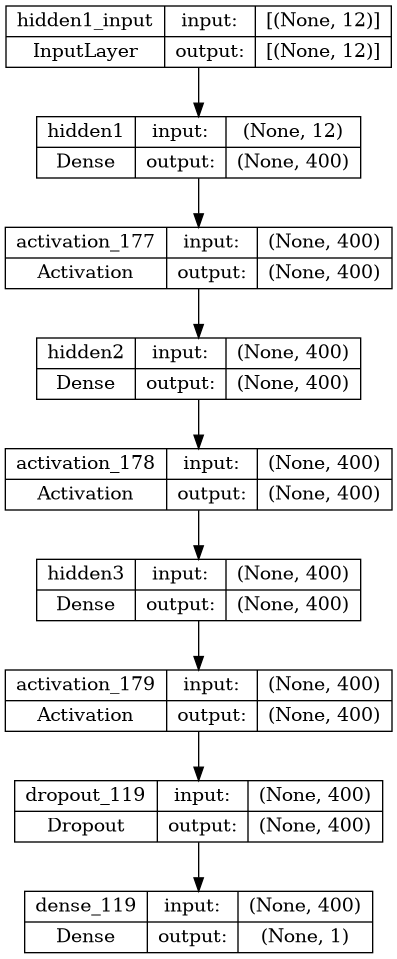 hidden1_input input: [(None, 12)]
InputLayer output: [(None, 12)]
hidden1 input: (None, 12)
Dense output: (None, 400)
activation_177 input: (None, 400)
Activation output: (None, 400)
hidden2 input: (None, 400)
Dense output: (None, 400)
activation_178 input: (None, 400)
Activation output: (None, 400)
hidden3 input: (None, 400)
Dense output: (None, 400)
activation_179 input: (None, 400)
Activation output: (None, 400)
dropout_119 input: (None, 400)
Dropout output: (None, 400)
dense_119 input: (None, 400)
Dense output: (None, 1)